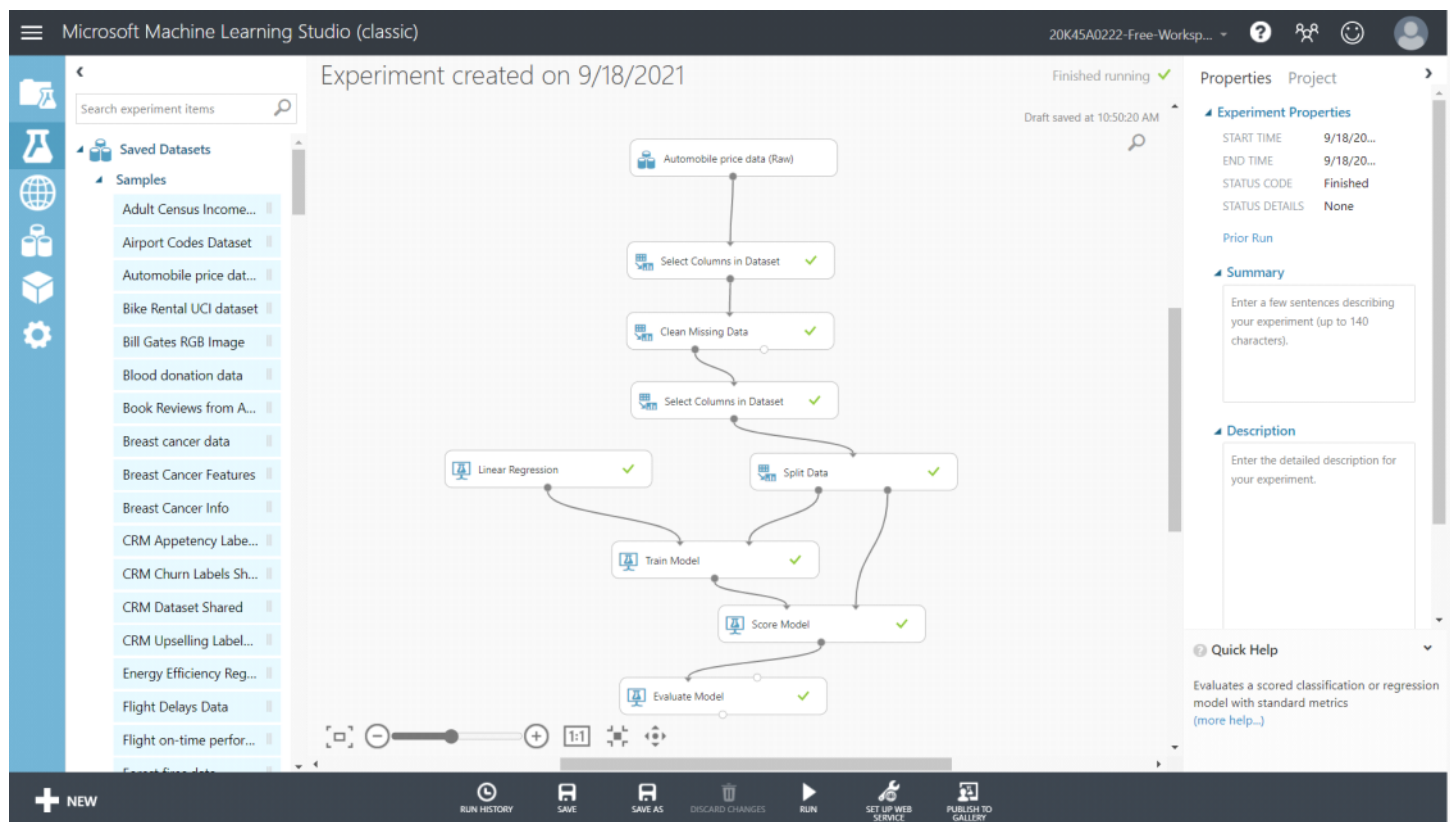 Microsoft Machine Learning Studio (classic)
20K45A0222-Free-Worksp...
Search experiment items
Saved Datasets
Samples
Adult Census Income...
Airport Codes Dataset
Automobile price dat...
Bike Rental UCI dataset
Bill Gates RGB Image
Blood donation data
Book Reviews from A...
Breast cancer data
Breast Cancer Features
Breast Cancer Info
CRM Appetency Labe...
CRM Churn Labels Sh...
CRM Dataset Shared
CRM Upselling Label...
Energy Efficiency Reg...
Flight Delays Data
Flight on-time perfor...
Forest fires data
Experiment created on 9/18/2021
Finished running
Draft saved at 10:50:20 AM
Automobile price data (Raw)
Select Columns in Dataset
Clean Missing Data
Select Columns in Dataset
Linear Regression
Split Data
Train Model
Score Model
Evaluate Model
1:1
Properties Project
Experiment Properties
START TIME 9/18/20...
END TIME 9/18/20...
STATUS CODE Finished
STATUS DETAILS None
Prior Run
Summary
Enter a few sentences describing
your experiment (up to 140
characters).
Description
Enter the detailed description for
your experiment.
Quick Help
Evaluates a scored classification or regression
model with standard metrics
(more help...)
NEW
RUN HISTORY
SAVE
SAVE AS
DISCARD CHANGES
RUN
SET UP WEB
SERVICE
PUBLISH TO
GALLERY